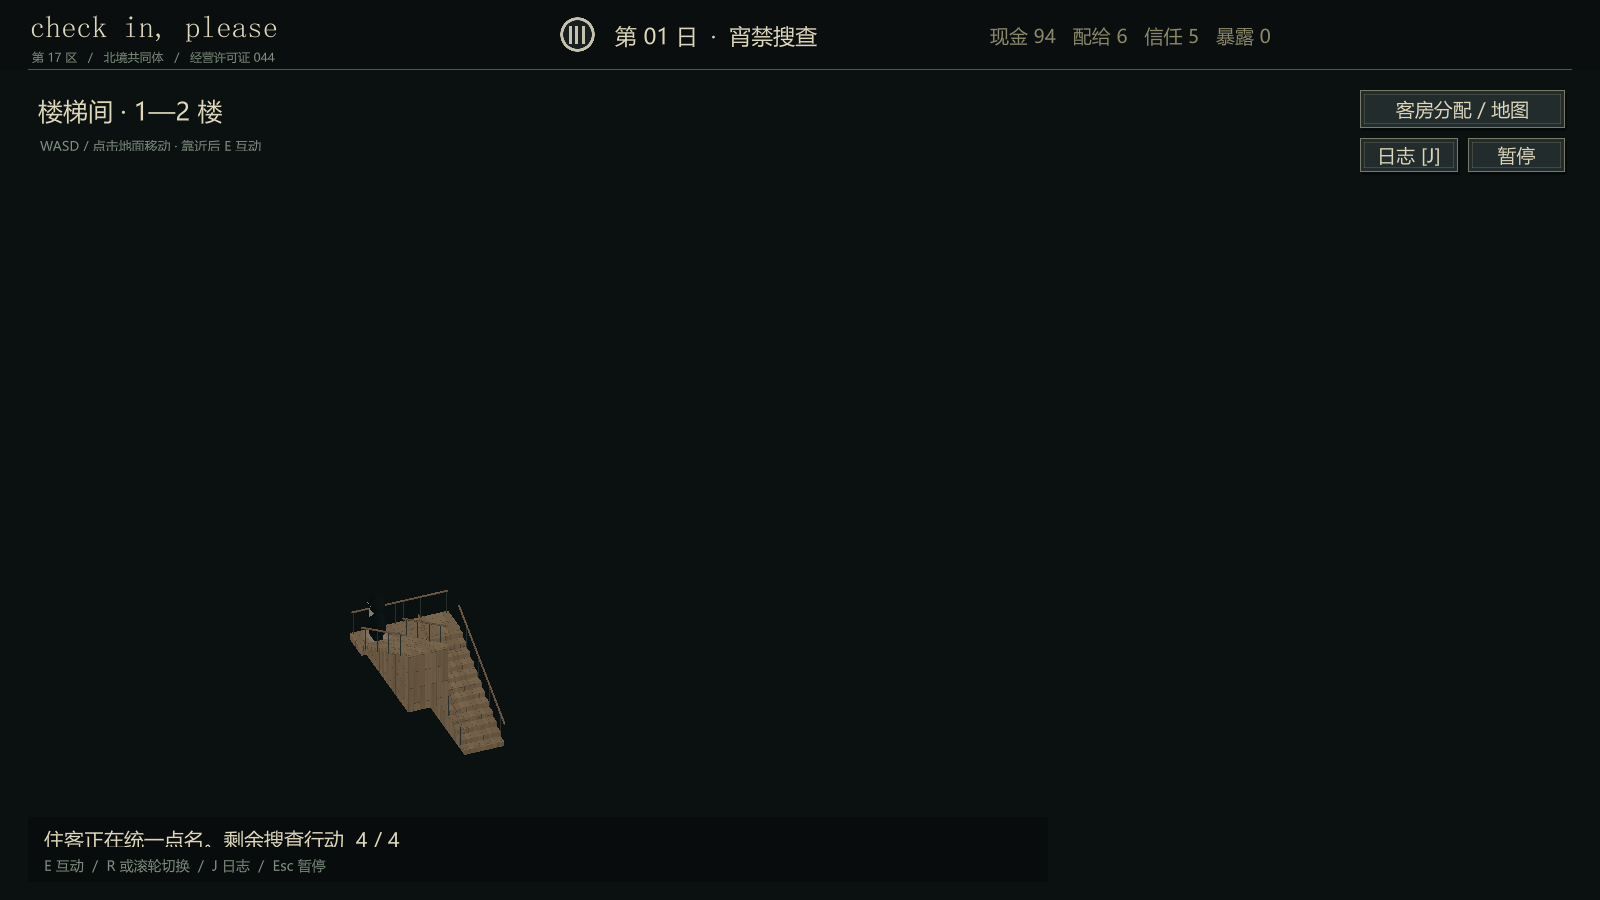 check in, please
第 17 区 / 北境共同体 / 经营许可证 044
第 01 日 · 宵禁搜查
现金 94 配给 6 信任 5 暴露 0
楼梯间 · 1—2 楼
WASD / 点击地面移动 · 靠近后 E 互动
客房分配 / 地图
日志 [J]
暂停
住客正在统一点名。剩余搜查行动 4 / 4
E 互动 / R 或滚轮切换 / J 日志 / Esc 暂停